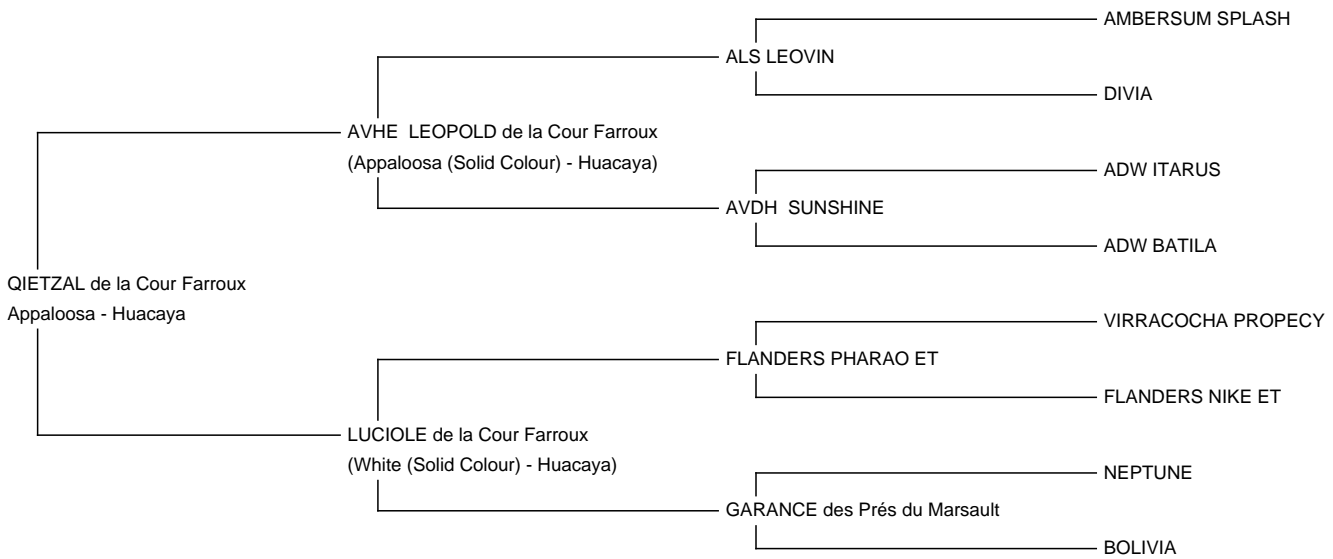 AMBERSUM SPLASH
ALS LEOVIN
DIVIA
AVHE  LEOPOLD de la Cour Farroux
(Appaloosa (Solid Colour) - Huacaya)
ADW ITARUS
AVDH  SUNSHINE
ADW BATILA
QIETZAL de la Cour Farroux
Appaloosa - Huacaya
VIRRACOCHA PROPECY
FLANDERS PHARAO ET
FLANDERS NIKE ET
LUCIOLE de la Cour Farroux
(White (Solid Colour) - Huacaya)
NEPTUNE
GARANCE des Prés du Marsault
BOLIVIA